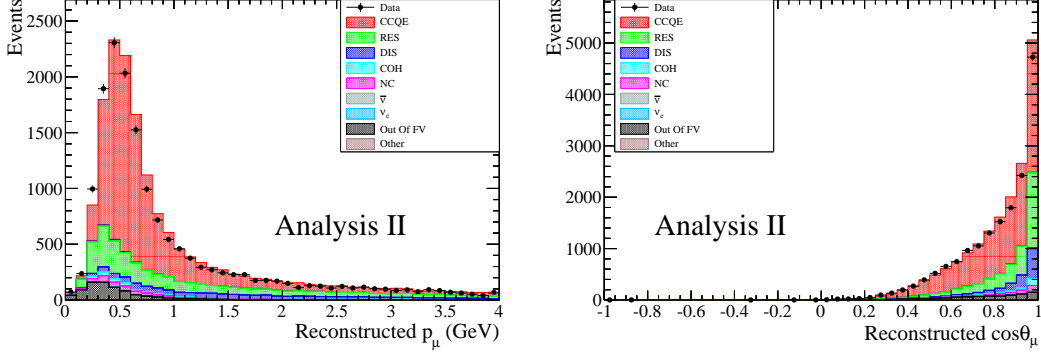 Events
2500
2000
1500
1000
500
0
0 0.5 1 1.5 2 2.5 3 3.5 4
Reconstructed pμ (GeV)
Data
CCQE
RES
DIS
COH
NC
ν̅
νe
Out Of FV
Other
Analysis II
Events
5000
4000
3000
2000
1000
0
-1 -0.8 -0.6 -0.4 -0.2 0 0.2 0.4 0.6 0.8 1
Reconstructed cosθμ
Data
CCQE
RES
DIS
COH
NC
ν̅
νe
Out Of FV
Other
Analysis II